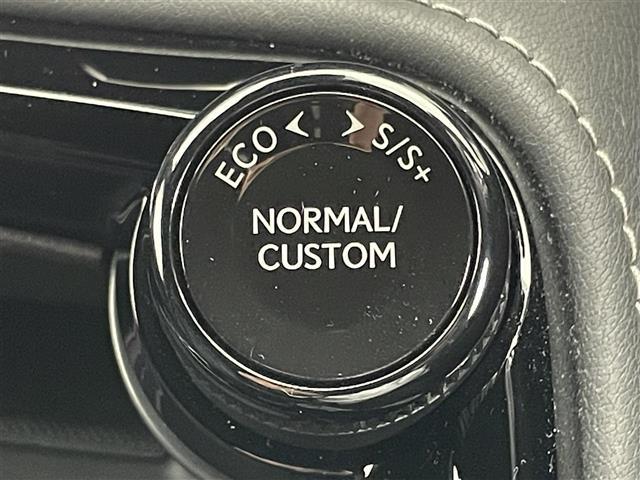 ECO < > S/S+
NORMAL/
CUSTOM